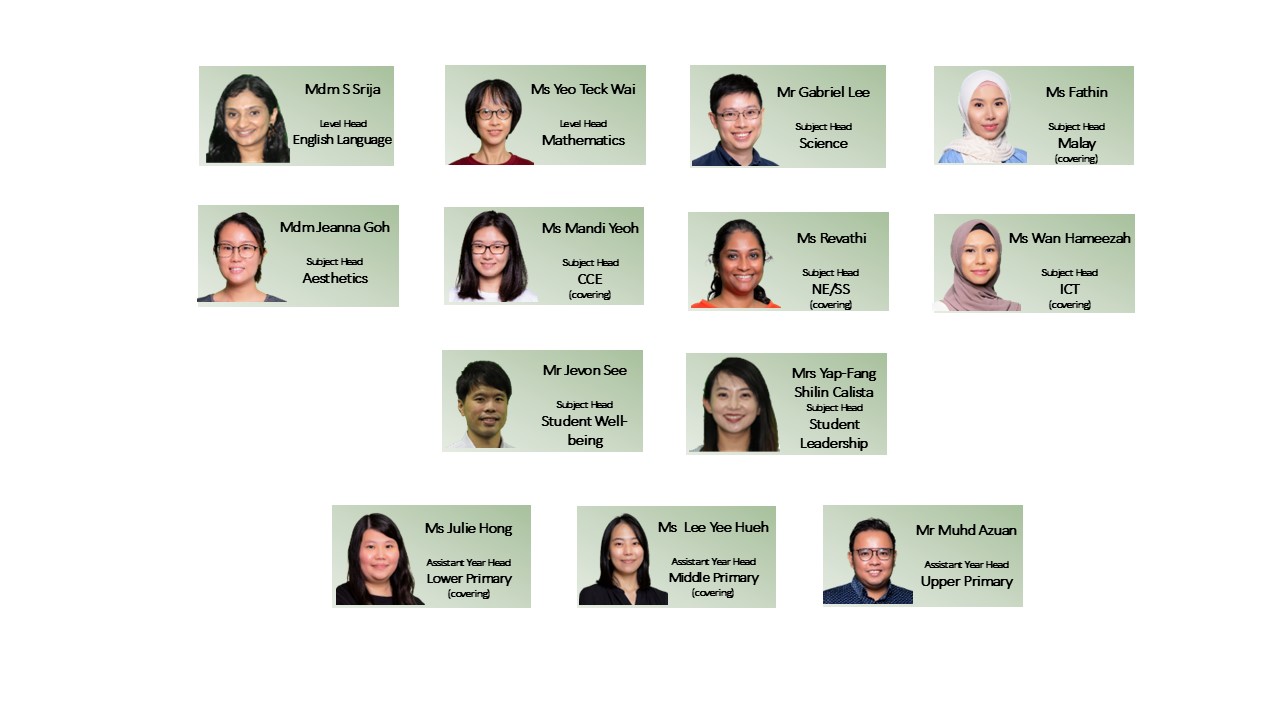 Mdm S Srija
Level Head
English Language
Ms Yeo Teck Wai
Level Head
Mathematics
Mr Gabriel Lee
Subject Head
Science
Ms Fathin
Subject Head
Malay
(covering)
Mdm Jeanna Goh
Subject Head
Aesthetics
Ms Mandi Yeoh
Subject Head
CCE
(covering)
Ms Revathi
Subject Head
NE/SS
(covering)
Ms Wan Hameezah
Subject Head
ICT
(covering)
Mr Jevon See
Subject Head
Student Well-
being
Mrs Yap-Fang
Shilin Calista
Subject Head
Student
Leadership
Ms Julie Hong
Assistant Year Head
Lower Primary
(covering)
Ms Lee Yee Hueh
Assistant Year Head
Middle Primary
(covering)
Mr Muhd Azuan
Assistant Year Head
Upper Primary